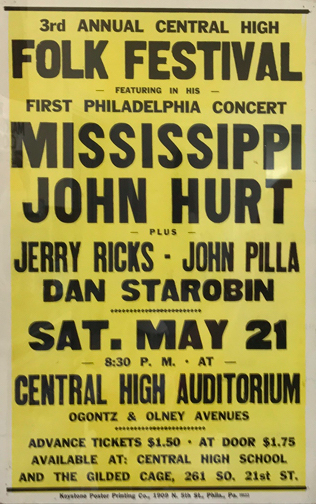 3rd ANNUAL CENTRAL HIGH
FOLK FESTIVAL
— FEATURING IN HIS —
FIRST PHILADELPHIA CONCERT
MISSISSIPPI
JOHN HURT
— PLUS —
JERRY RICKS - JOHN PILLA
DAN STAROBIN
********************
SAT. MAY 21
— 8:30 P. M. - AT —
CENTRAL HIGH AUDITORIUM
OGONTZ & OLNEY AVENUES
********************
ADVANCE TICKETS $1.50 - AT DOOR $1.75
AVAILABLE AT: CENTRAL HIGH SCHOOL
AND THE GILDED CAGE, 261 SO. 21st ST.
Keystone Poster Printing Co., 1909 N. 5th St., Phila., Pa.